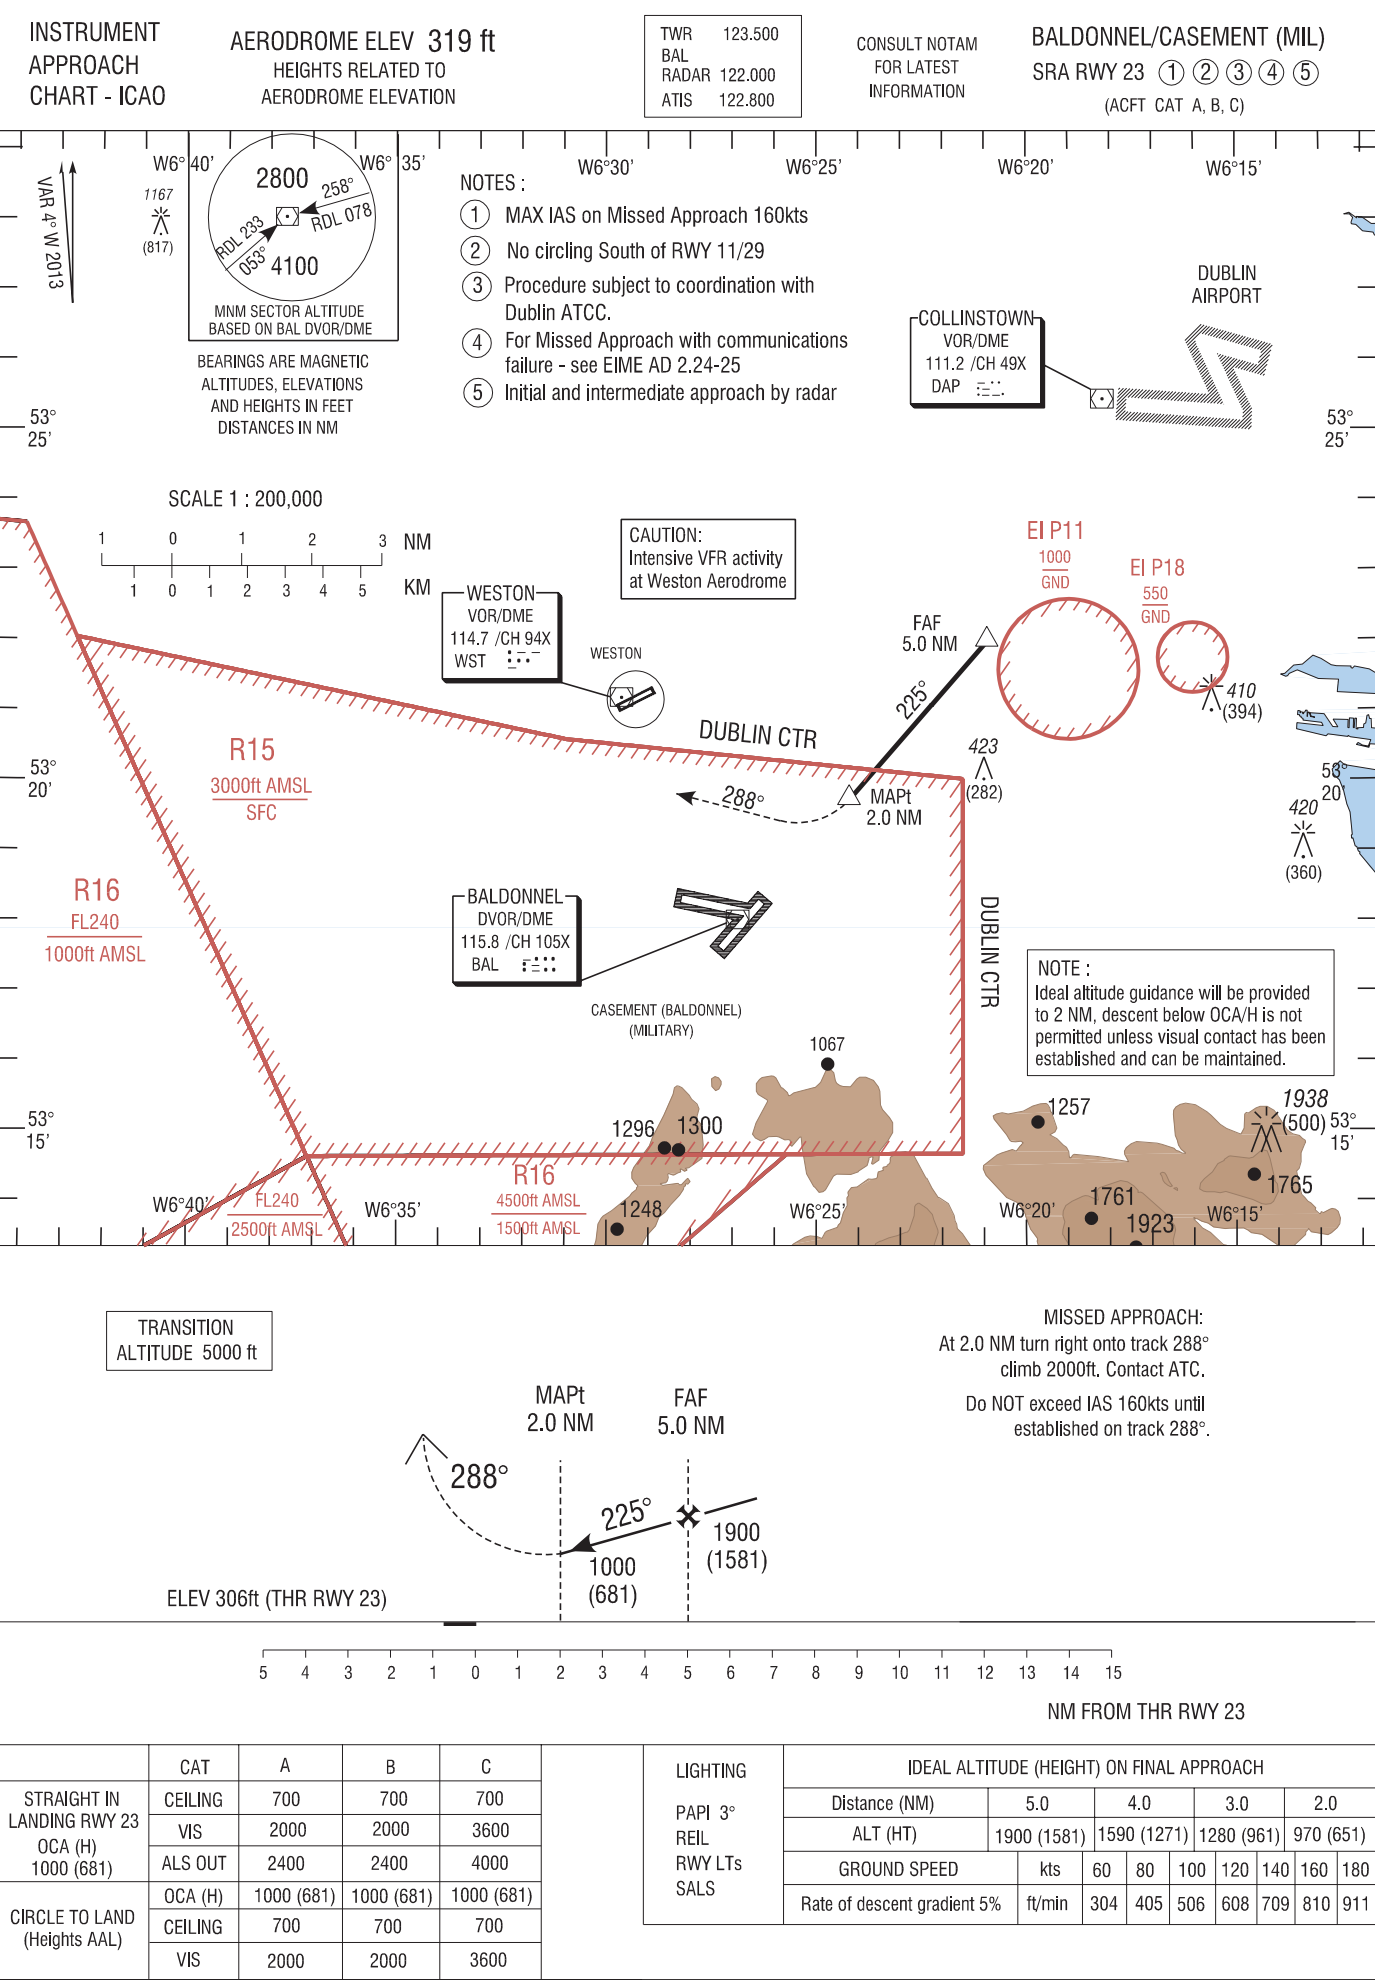 INSTRUMENT
APPROACH
CHART - ICAO
AERODROME ELEV 319 ft
HEIGHTS RELATED TO
AERODROME ELEVATION
TWR 123.500
BAL
RADAR 122.000
ATIS 122.800
CONSULT NOTAM
FOR LATEST
INFORMATION
BALDONNEL/CASEMENT (MIL)
SRA RWY 23 1 2 3 4 5
(ACFT CAT A, B, C)
W6° 40'
W6° 35'
W6°30'
W6°25'
W6°20'
W6°15'
VAR 4° W 2013
1167
(817)
2800
258°
RDL 078
RDL 233
053°
4100
MNM SECTOR ALTITUDE
BASED ON BAL DVOR/DME
BEARINGS ARE MAGNETIC
ALTITUDES, ELEVATIONS
AND HEIGHTS IN FEET
DISTANCES IN NM
NOTES :
1 MAX IAS on Missed Approach 160kts
2 No circling South of RWY 11/29
3 Procedure subject to coordination with
Dublin ATCC.
4 For Missed Approach with communications
failure - see EIME AD 2.24-25
5 Initial and intermediate approach by radar
DUBLIN
AIRPORT
COLLINSTOWN
VOR/DME
111.2 /CH 49X
DAP
53°
25'
53°
25'
SCALE 1 : 200,000
1 0 1 2 3 NM
1 0 1 2 3 4 5 KM
CAUTION:
Intensive VFR activity
at Weston Aerodrome
WESTON
VOR/DME
114.7 /CH 94X
WST
WESTON
EI P11
1000
GND
EI P18
550
GND
FAF
5.0 NM
225°
410
(394)
DUBLIN CTR
R15
3000ft AMSL
SFC
53°
20'
423
(282)
53°
20'
288°
MAPt
2.0 NM
420
(360)
R16
FL240
1000ft AMSL
BALDONNEL
DVOR/DME
115.8 /CH 105X
BAL
DUBLIN CTR
CASEMENT (BALDONNEL)
(MILITARY)
NOTE :
Ideal altitude guidance will be provided
to 2 NM, descent below OCA/H is not
permitted unless visual contact has been
established and can be maintained.
1067
1296
1300
1257
1938
(500)
53°
15'
53°
15'
R16
4500ft AMSL
1500ft AMSL
FL240
2500ft AMSL
1248
1761
1923
1765
W6°40'
W6°35'
W6°25'
W6°20'
W6°15'
TRANSITION
ALTITUDE 5000 ft
MISSED APPROACH:
At 2.0 NM turn right onto track 288°
climb 2000ft. Contact ATC.
Do NOT exceed IAS 160kts until
established on track 288°.
MAPt
2.0 NM
FAF
5.0 NM
288°
225°
1900
(1581)
1000
(681)
ELEV 306ft (THR RWY 23)
5 4 3 2 1 0 1 2 3 4 5 6 7 8 9 10 11 12 13 14 15
NM FROM THR RWY 23
CAT A B C
STRAIGHT IN
LANDING RWY 23
OCA (H)
1000 (681)
CEILING 700 700 700
VIS 2000 2000 3600
ALS OUT 2400 2400 4000
CIRCLE TO LAND
(Heights AAL)
OCA (H) 1000 (681) 1000 (681) 1000 (681)
CEILING 700 700 700
VIS 2000 2000 3600
LIGHTING
PAPI 3°
REIL
RWY LTs
SALS
IDEAL ALTITUDE (HEIGHT) ON FINAL APPROACH
Distance (NM) 5.0 4.0 3.0 2.0
ALT (HT) 1900 (1581) 1590 (1271) 1280 (961) 970 (651)
GROUND SPEED kts 60 80 100 120 140 160 180
Rate of descent gradient 5% ft/min 304 405 506 608 709 810 911